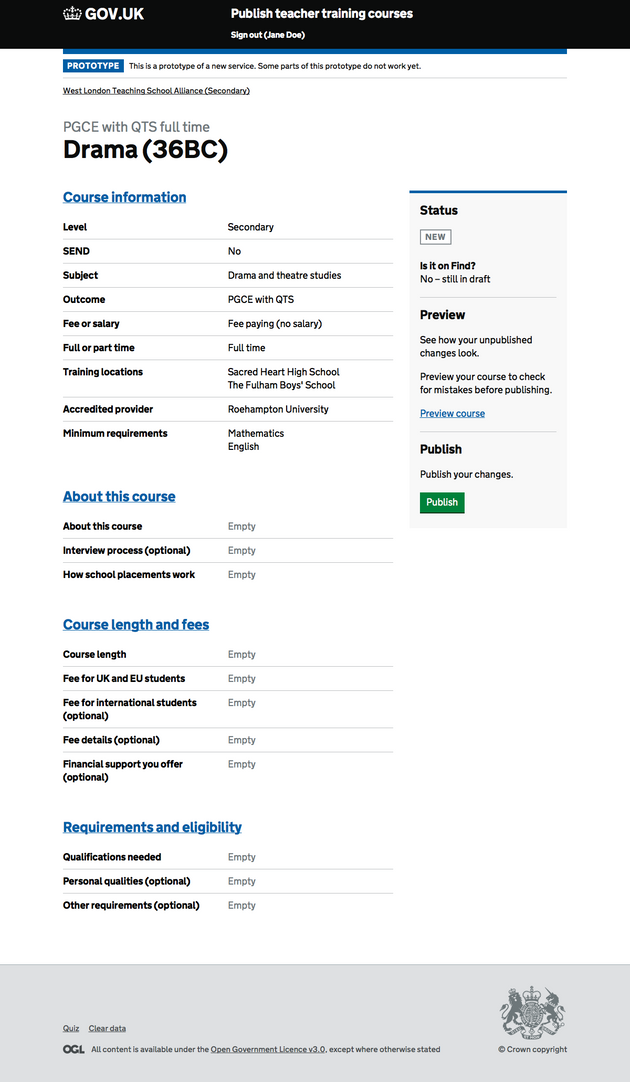 GOV.UK
Publish teacher training courses
Sign out (Jane Doe)
PROTOTYPE This is a prototype of a new service. Some parts of this prototype do not work yet.
West London Teaching School Alliance (Secondary)
PGCE with QTS full time
Drama (36BC)
Course information
Level Secondary
SEND No
Subject Drama and theatre studies
Outcome PGCE with QTS
Fee or salary Fee paying (no salary)
Full or part time Full time
Training locations Sacred Heart High School
The Fulham Boys' School
Accredited provider Roehampton University
Minimum requirements Mathematics
English
About this course
About this course Empty
Interview process (optional) Empty
How school placements work Empty
Course length and fees
Course length Empty
Fee for UK and EU students Empty
Fee for international students Empty
(optional)
Fee details (optional) Empty
Financial support you offer Empty
(optional)
Requirements and eligibility
Qualifications needed Empty
Personal qualities (optional) Empty
Other requirements (optional) Empty
Status
NEW
Is it on Find?
No – still in draft
Preview
See how your unpublished
changes look.
Preview your course to check
for mistakes before publishing.
Preview course
Publish
Publish your changes.
Publish
Quiz Clear data
OGL All content is available under the Open Government Licence v3.0, except where otherwise stated
© Crown copyright